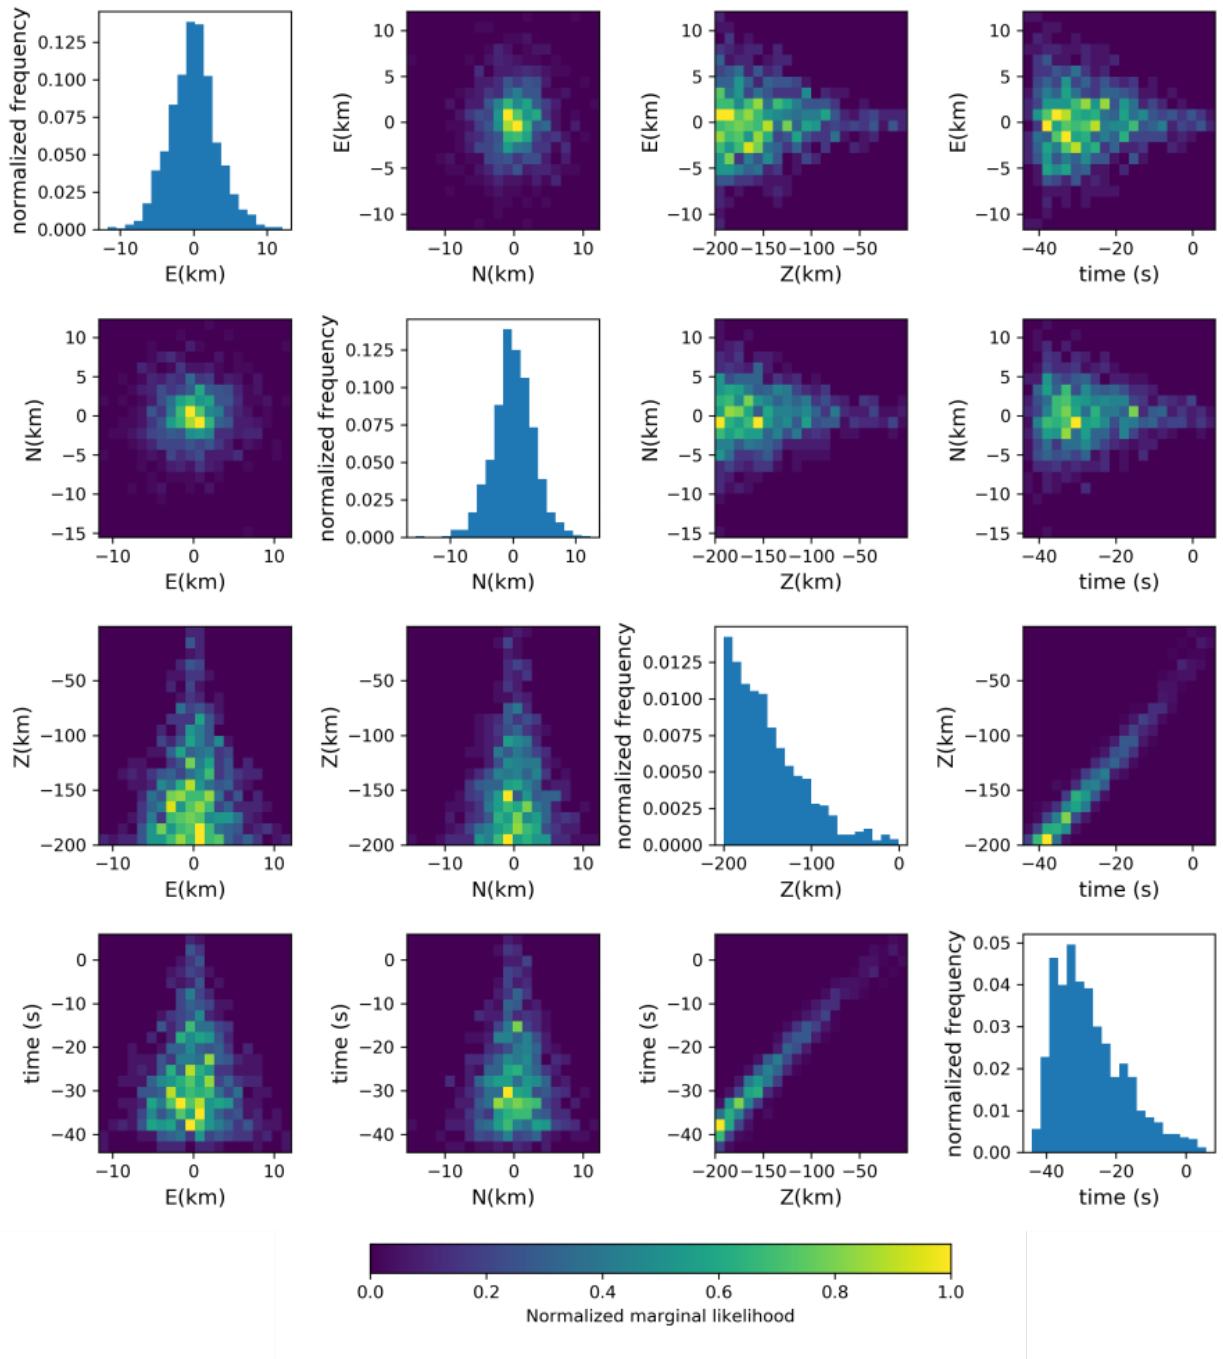 normalized frequency
0.125
0.100
0.075
0.050
0.025
0.000
−10 0 10
E(km)
E(km)
10
5
0
−5
−10
−10 0 10
N(km)
E(km)
10
5
0
−5
−10
−200 −150 −100 −50
Z(km)
E(km)
10
5
0
−5
−10
−40 −20 0
time (s)
N(km)
10
5
0
−5
−10
−15
−10 0 10
E(km)
normalized frequency
0.125
0.100
0.075
0.050
0.025
0.000
−10 0 10
N(km)
N(km)
10
5
0
−5
−10
−15
−200 −150 −100 −50
Z(km)
N(km)
10
5
0
−5
−10
−15
−40 −20 0
time (s)
Z(km)
−50
−100
−150
−200
−10 0 10
E(km)
Z(km)
−50
−100
−150
−200
−10 0 10
N(km)
normalized frequency
0.0125
0.0100
0.0075
0.0050
0.0025
0.0000
−200 −100 0
Z(km)
Z(km)
−50
−100
−150
−200
−40 −20 0
time (s)
time (s)
0
−10
−20
−30
−40
−10 0 10
E(km)
time (s)
0
−10
−20
−30
−40
−10 0 10
N(km)
time (s)
0
−10
−20
−30
−40
−200 −150 −100 −50
Z(km)
normalized frequency
0.05
0.04
0.03
0.02
0.01
0.00
−40 −20 0
time (s)
0.0 0.2 0.4 0.6 0.8 1.0
Normalized marginal likelihood